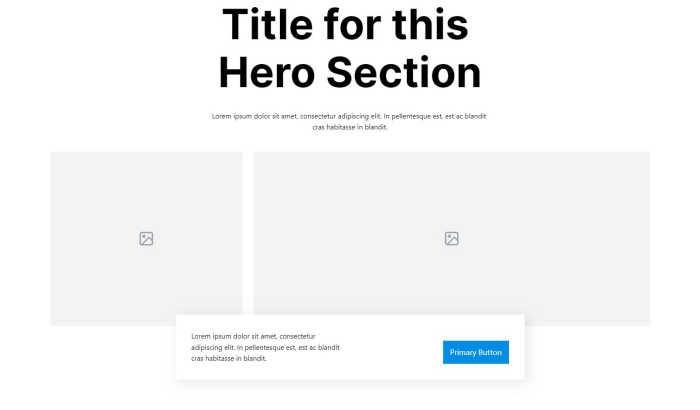 Title for this
Hero Section
Lorem ipsum dolor sit amet, consectetur adipiscing elit. In pellentesque est, est ac blandit
cras habitasse in blandit.
Lorem ipsum dolor sit amet, consectetur
adipiscing elit. In pellentesque est, est ac blandit
cras habitasse in blandit.
Primary Button